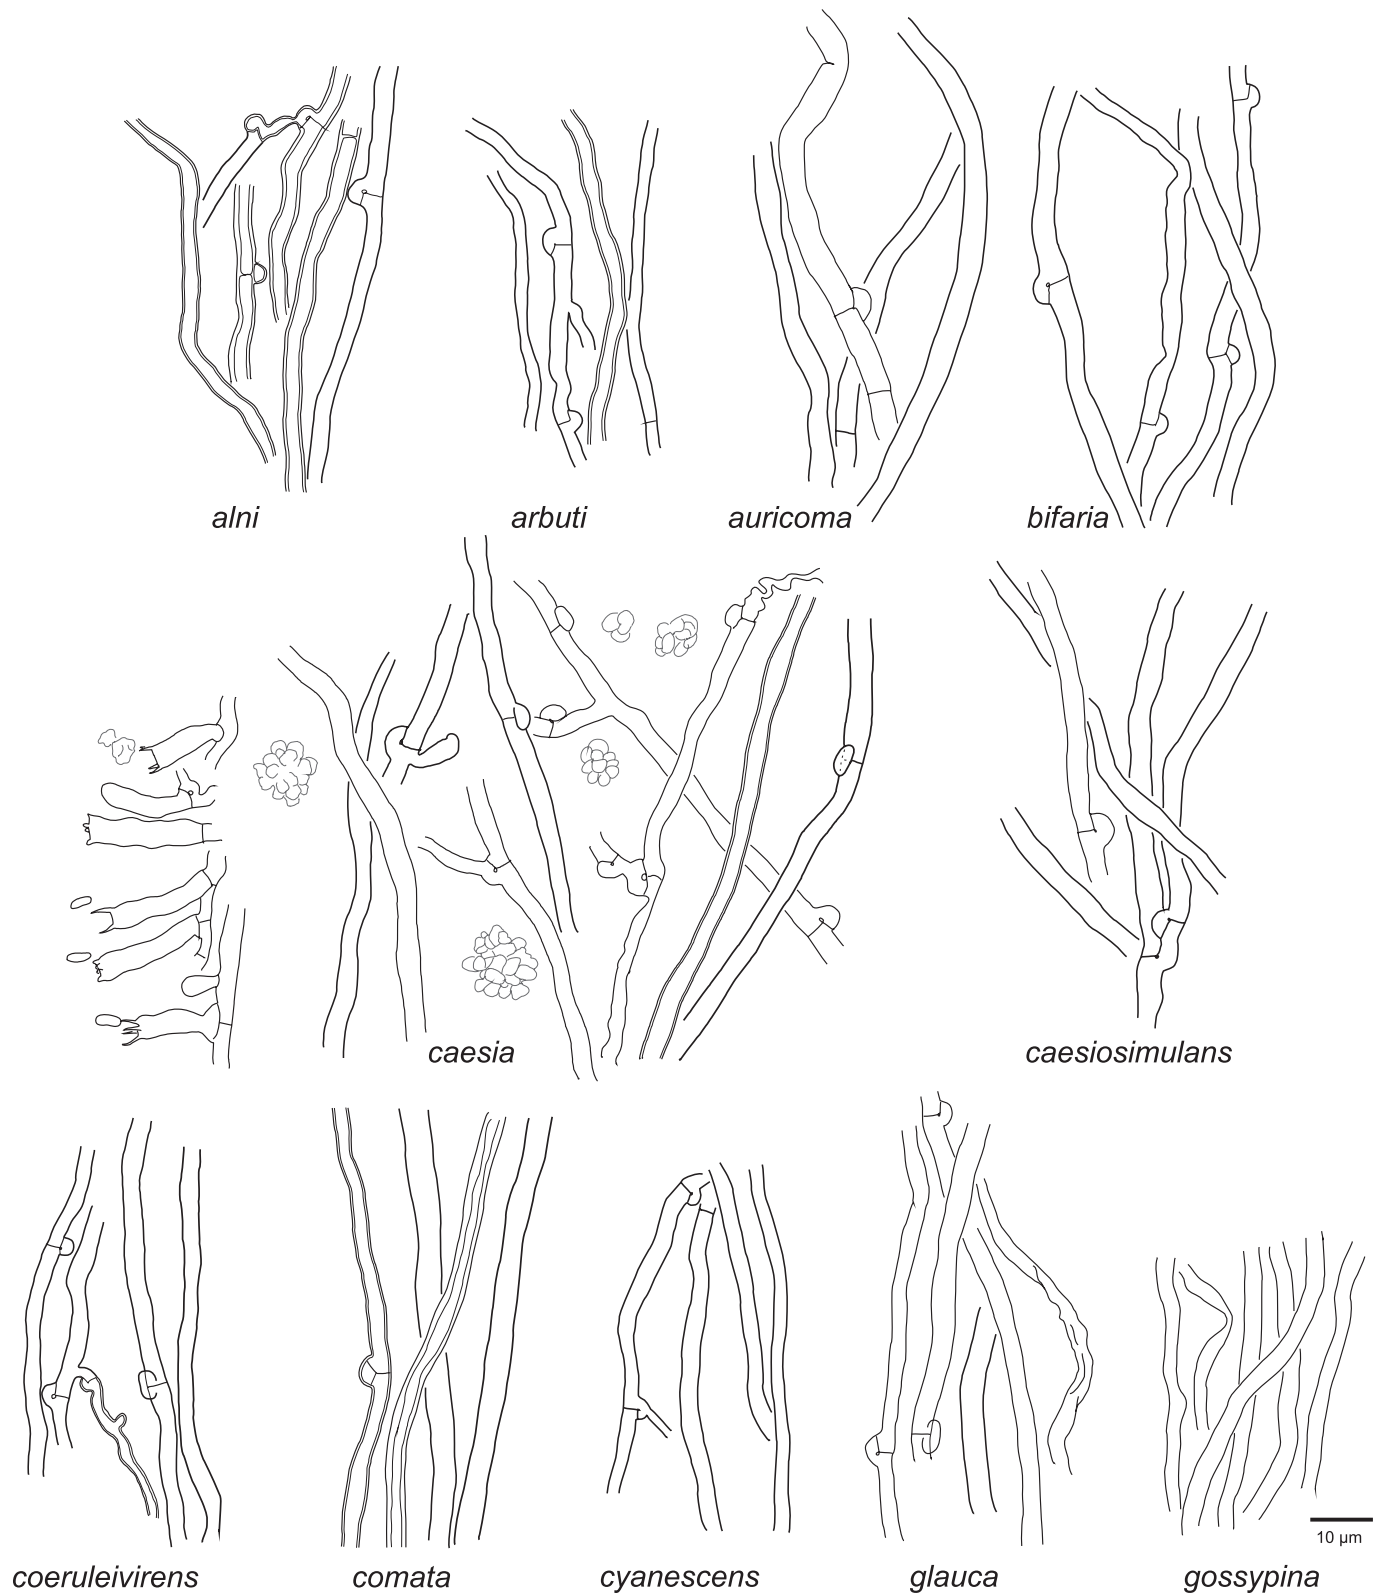 alni arbuti auricoma bifaria
caesia caesiosimulans
10 µm
coeruleivirens comata cyanescens glauca gossypina